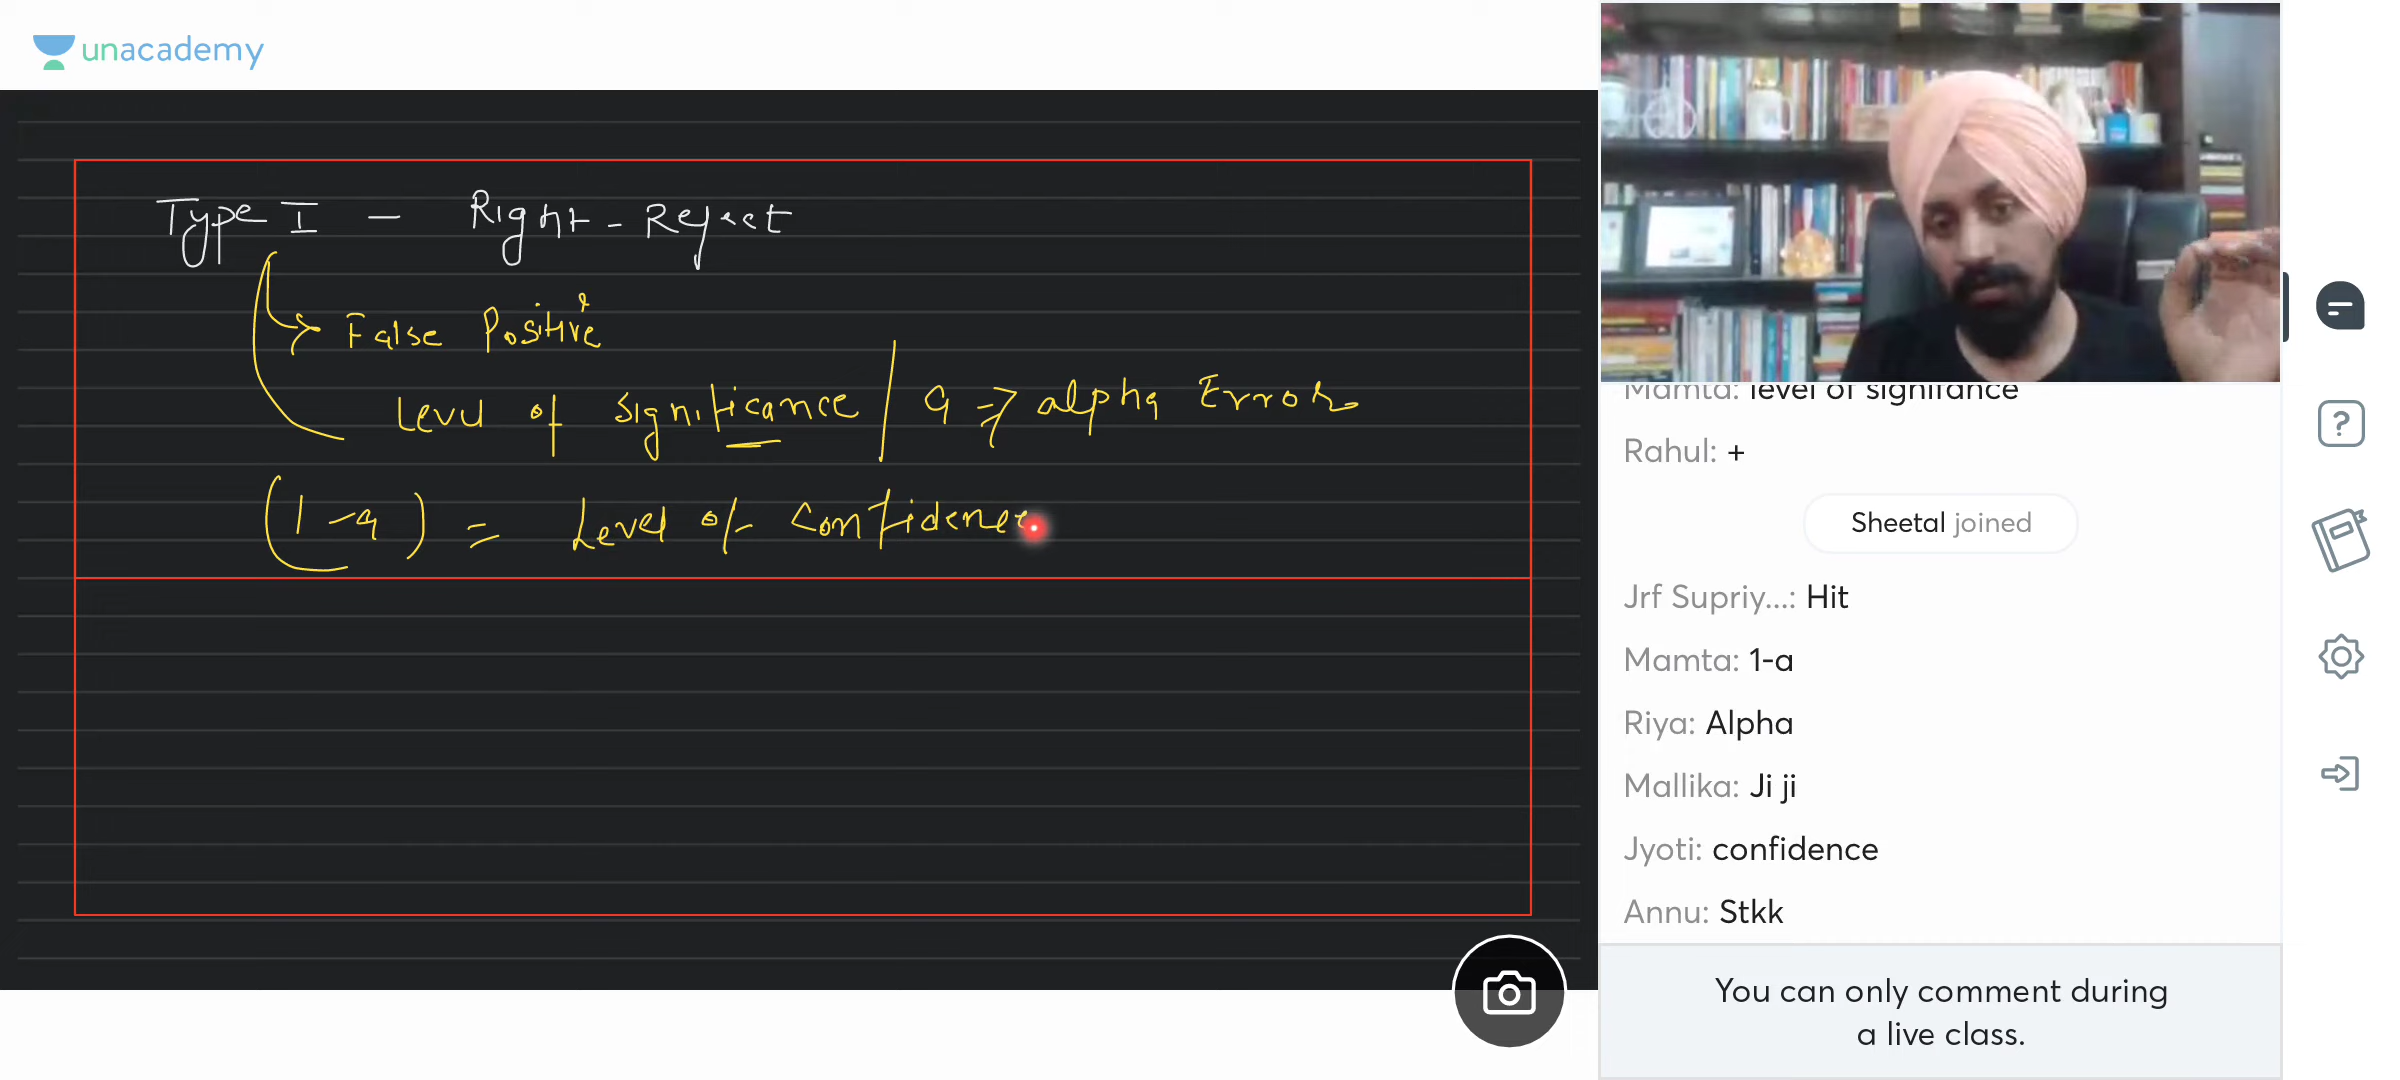 unacademy
Type I - Right - Reject
False Positive
Level of Significance / a => alpha Error
(1-a) = Level of Confidence
Mamta: level of signifance
Rahul: +
Sheetal joined
Jrf Supriy...: Hit
Mamta: 1-a
Riya: Alpha
Mallika: Ji ji
Jyoti: confidence
Annu: Stkk
You can only comment during
a live class.